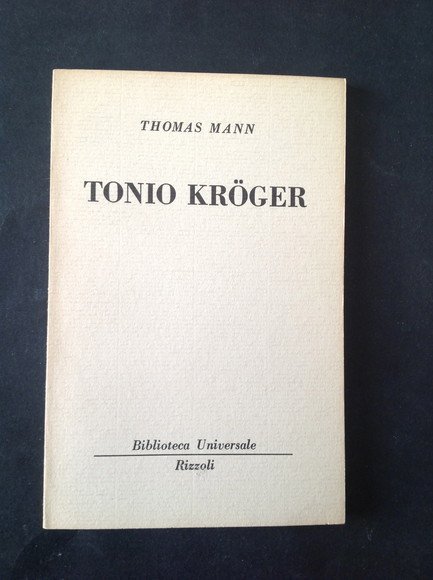 THOMAS MANN
TONIO KRÖGER
Biblioteca Universale
Rizzoli